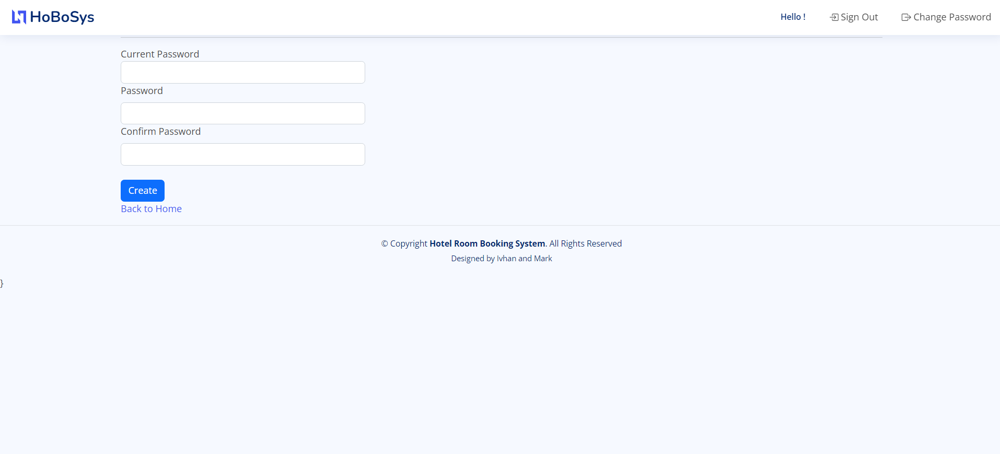 HoBoSys
Hello !
Sign Out
Change Password
Current Password
Password
Confirm Password
Create
Back to Home
© Copyright Hotel Room Booking System. All Rights Reserved
Designed by Ivhan and Mark
}